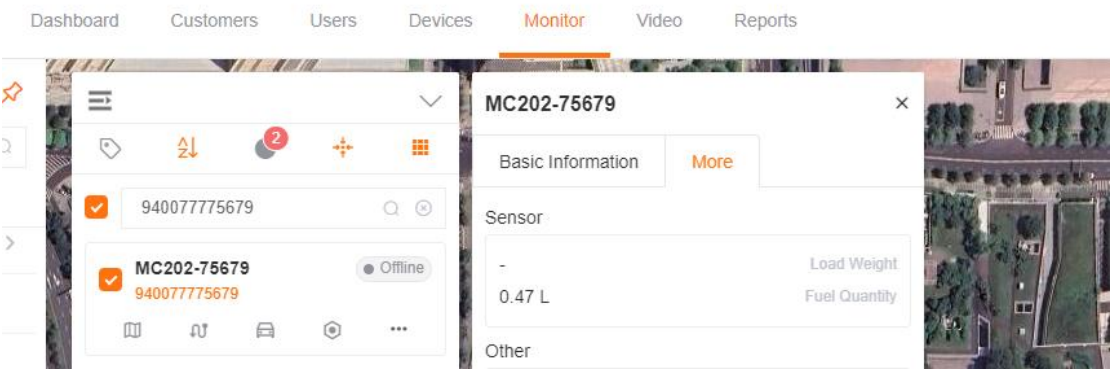 Dashboard Customers Users Devices Monitor Video Reports
2
940077775679
MC202-75679 Offline
940077775679
MC202-75679
Basic Information More
Sensor
- Load Weight
0.47 L Fuel Quantity
Other